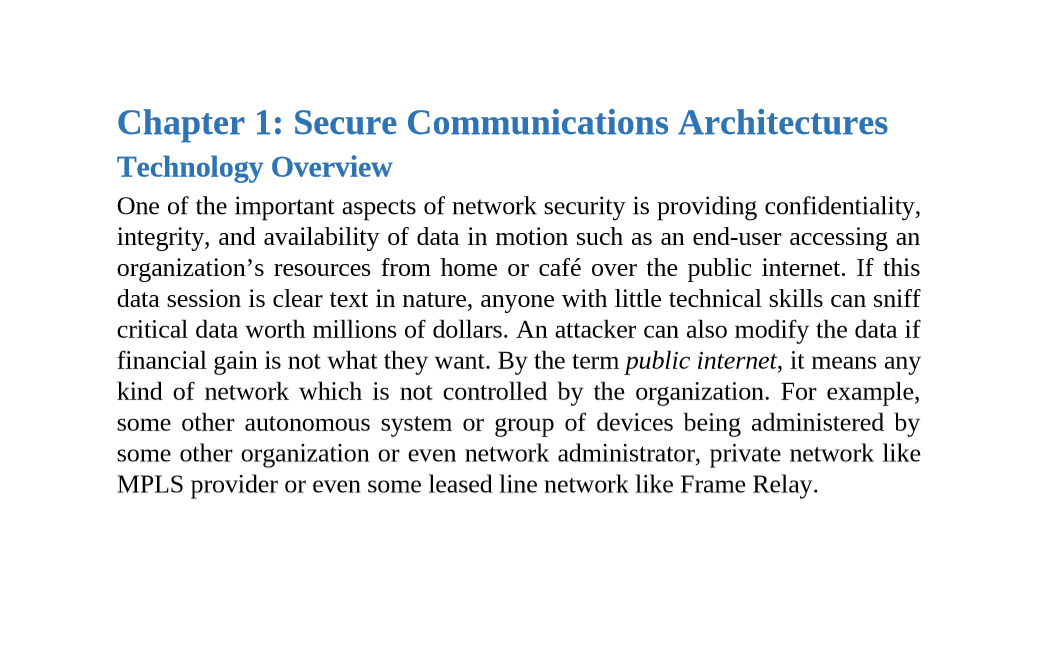 Chapter 1: Secure Communications Architectures
Technology Overview
One of the important aspects of network security is providing confidentiality,
integrity, and availability of data in motion such as an end-user accessing an
organization’s resources from home or café over the public internet. If this
data session is clear text in nature, anyone with little technical skills can sniff
critical data worth millions of dollars. An attacker can also modify the data if
financial gain is not what they want. By the term public internet, it means any
kind of network which is not controlled by the organization. For example,
some other autonomous system or group of devices being administered by
some other organization or even network administrator, private network like
MPLS provider or even some leased line network like Frame Relay.